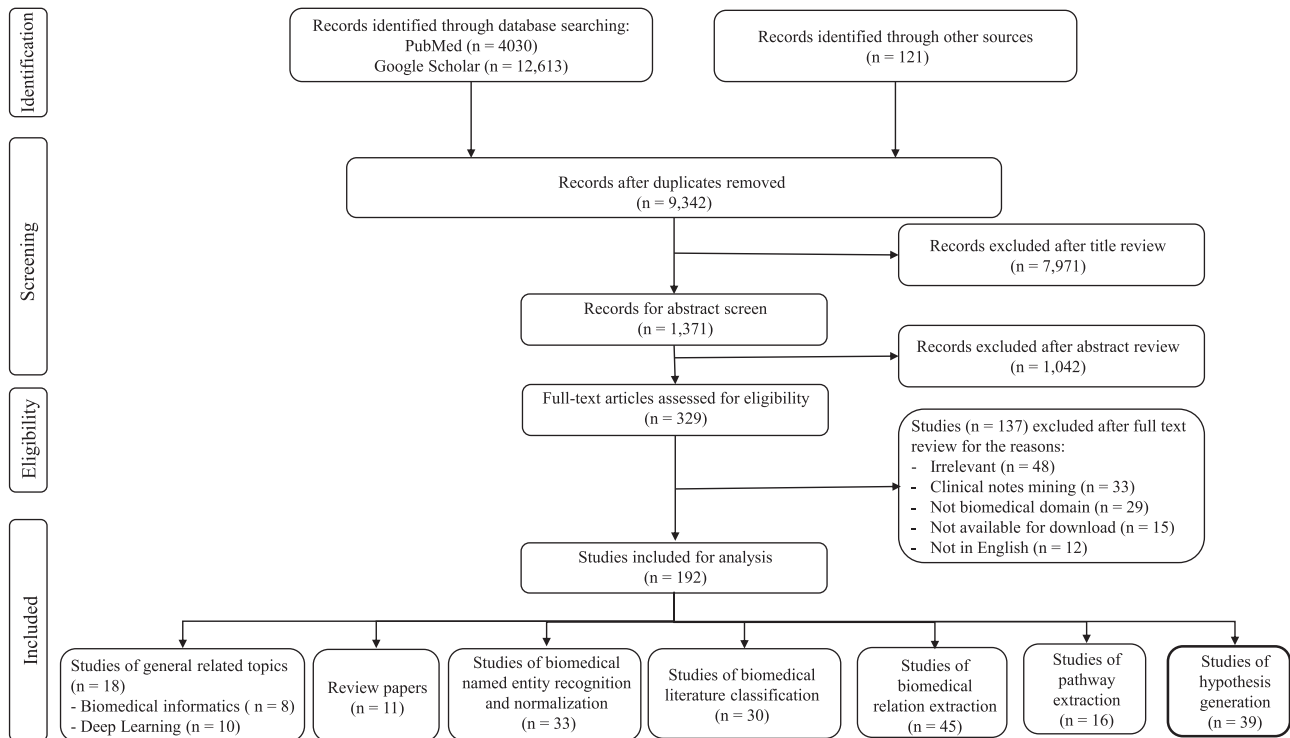 Identification
Records identified through database searching:
PubMed (n = 4030)
Google Scholar (n = 12,613)
Records identified through other sources
(n = 121)
Screening
Records after duplicates removed
(n = 9,342)
Records excluded after title review
(n = 7,971)
Records for abstract screen
(n = 1,371)
Records excluded after abstract review
(n = 1,042)
Eligibility
Full-text articles assessed for eligibility
(n = 329)
Studies (n = 137) excluded after full text
review for the reasons:
- Irrelevant (n = 48)
- Clinical notes mining (n = 33)
- Not biomedical domain (n = 29)
- Not available for download (n = 15)
- Not in English (n = 12)
Included
Studies included for analysis
(n = 192)
Studies of general related topics
(n = 18)
- Biomedical informatics ( n = 8)
- Deep Learning (n = 10)
Review papers
(n = 11)
Studies of biomedical
named entity recognition
and normalization
(n = 33)
Studies of biomedical
literature classification
(n = 30)
Studies of
biomedical
relation extraction
(n = 45)
Studies of
pathway
extraction
(n = 16)
Studies of
hypothesis
generation
(n = 39)